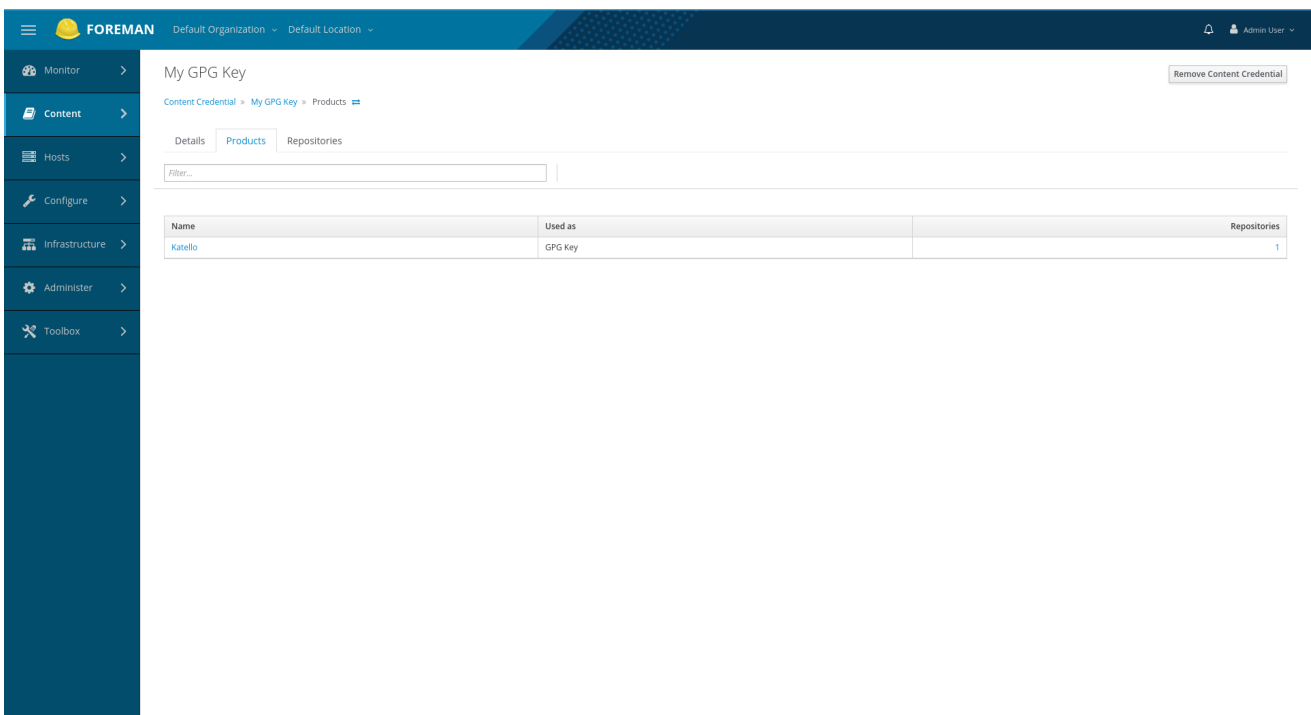 FOREMAN Default Organization Default Location Admin User
Monitor
Content
Hosts
Configure
Infrastructure
Administer
Toolbox
My GPG Key
Remove Content Credential
Content Credential » My GPG Key » Products
Details Products Repositories
Filter...
Name Used as Repositories
Katello GPG Key 1